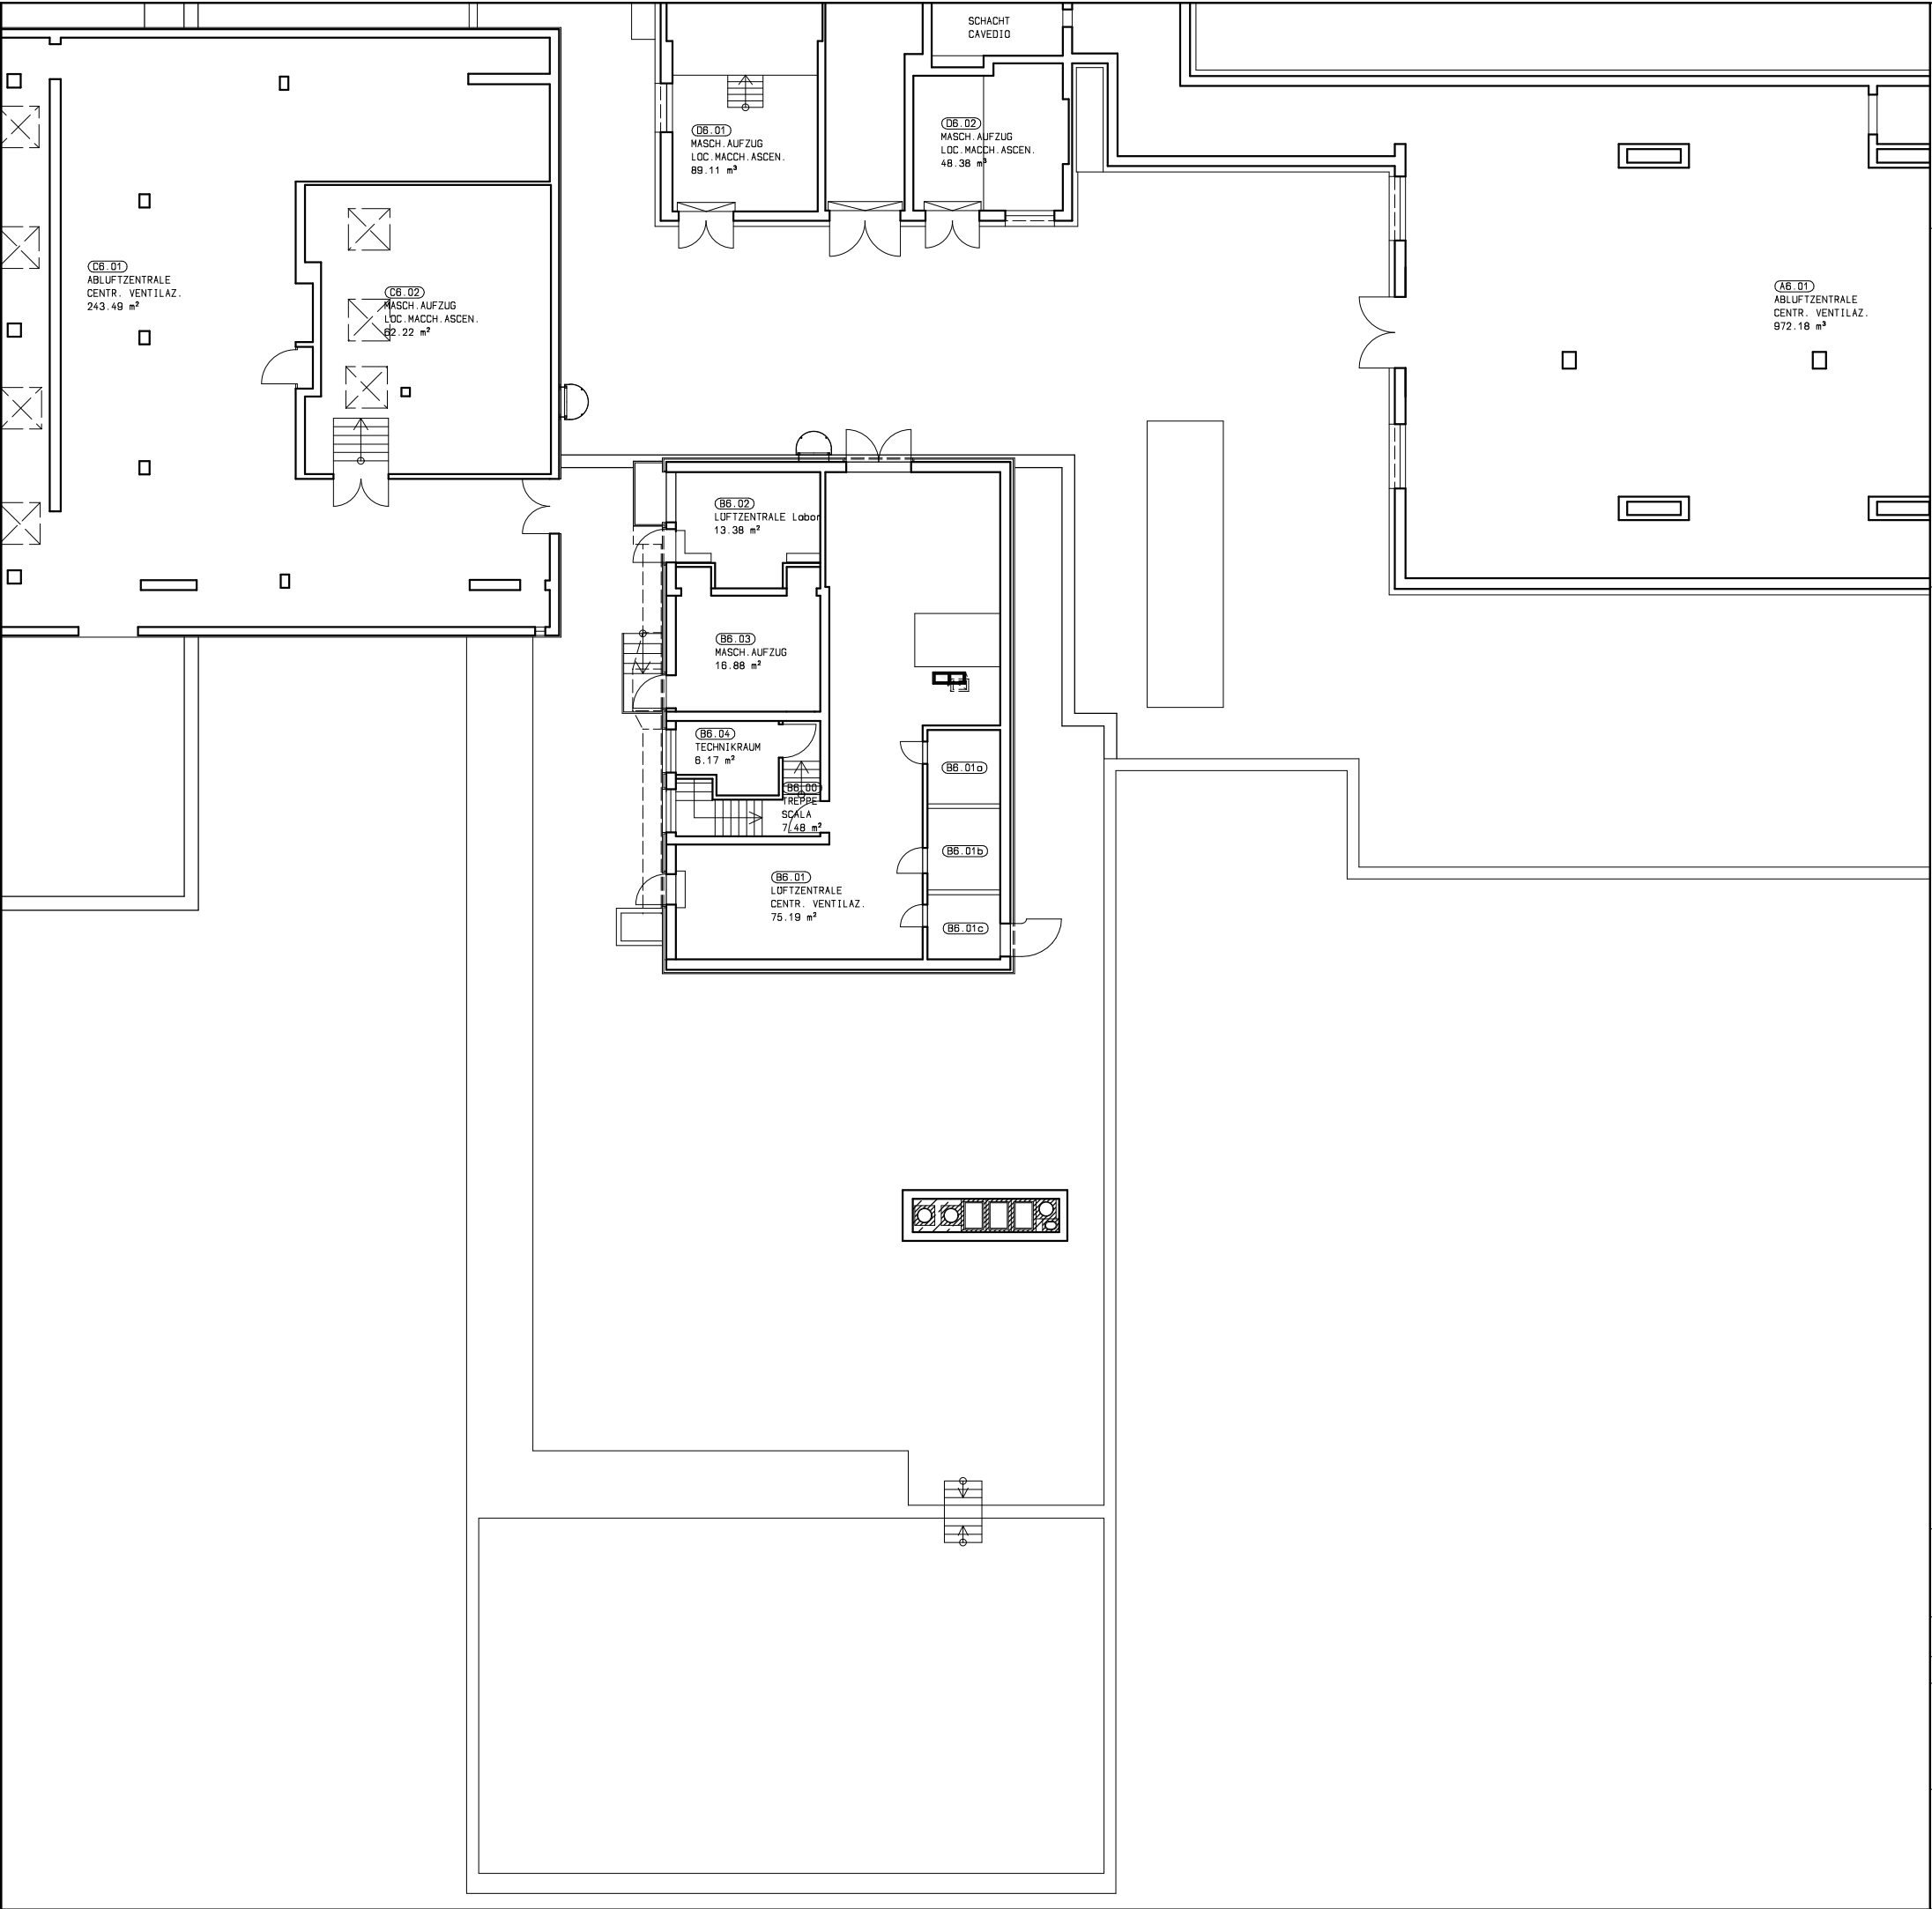 SCHACHT
CAVEDIO
D6.01
MASCH.AUFZUG
LOC.MACCH.ASCEN.
89.11 m³
D6.02
MASCH.AUFZUG
LOC.MACCH.ASCEN.
48.38 m³
C6.01
ABLUFTZENTRALE
CENTR. VENTILAZ.
243.49 m²
C6.02
MASCH.AUFZUG
LOC.MACCH.ASCEN.
62.22 m²
A6.01
ABLUFTZENTRALE
CENTR. VENTILAZ.
972.18 m³
B6.02
LUFTZENTRALE Labor
13.38 m²
B6.03
MASCH.AUFZUG
16.88 m²
B6.04
TECHNIKRAUM
6.17 m²
B6.00
TREPPE
SCALA
7.48 m²
B6.01a
B6.01b
B6.01
LUFTZENTRALE
CENTR. VENTILAZ.
75.19 m²
B6.01c